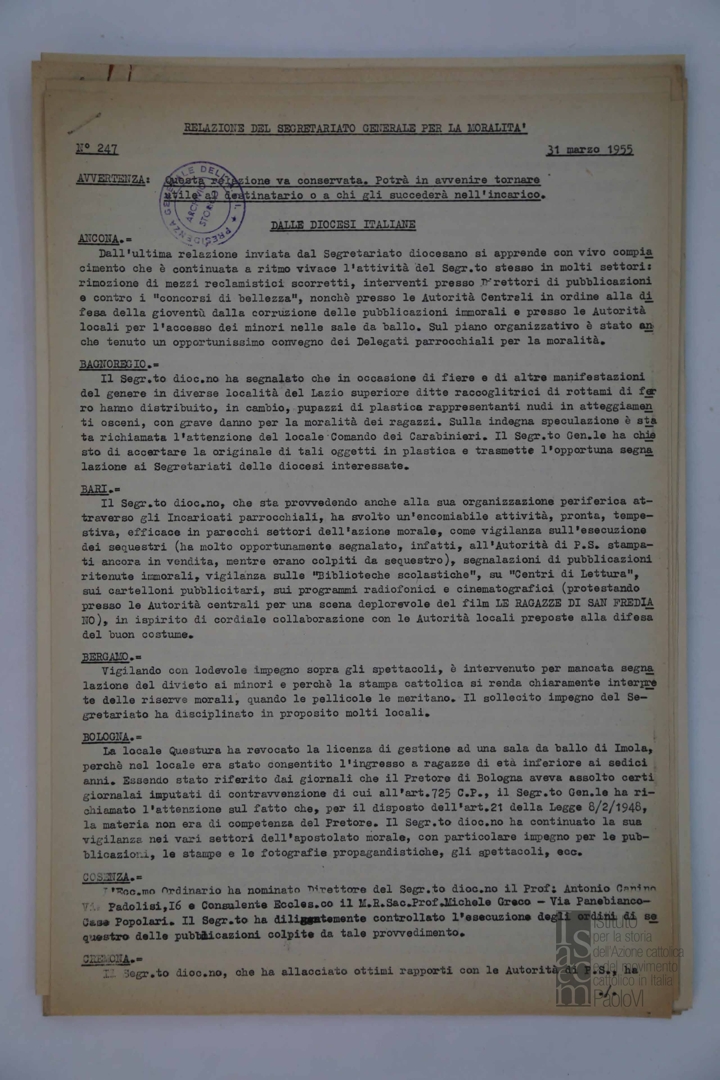 RELAZIONE DEL SEGRETARIATO GENERALE PER LA MORALITA'
N° 247
31 marzo 1955
AVVERTENZA: Questa relazione va conservata. Potrà in avvenire tornare
utile al destinatario o a chi gli succederà nell'incarico.
DALLE DIOCESI ITALIANE
ANCONA.=
Dall'ultima relazione inviata dal Segretariato diocesano si apprende con vivo compia
cimento che è continuata a ritmo vivace l'attività del Segr.to stesso in molti settori:
rimozione di mezzi reclamistici scorretti, interventi presso Direttori di pubblicazioni
e contro i "concorsi di bellezza", nonchè presso le Autorità Centreli in ordine alla di
fesa della gioventù dalla corruzione delle pubblicazioni immorali e presso le Autorità
locali per l'accesso dei minori nelle sale da ballo. Sul piano organizzativo è stato an
che tenuto un opportunissimo convegno dei Delegati parrocchiali per la moralità.
BAGNOREGIO.=
Il Segr.to dioc.no ha segnalato che in occasione di fiere e di altre manifestazioni
del genere in diverse località del Lazio superiore ditte raccoglitrici di rottami di fer
ro hanno distribuito, in cambio, pupazzi di plastica rappresentanti nudi in atteggiamen
ti osceni, con grave danno per la moralità dei ragazzi. Sulla indegna speculazione è sta
ta richiamata l'attenzione del locale Comando dei Carabinieri. Il Segr.to Gen.le ha chie
sto di accertare la originale di tali oggetti in plastica e trasmette l'opportuna segna
lazione ai Segretariati delle diocesi interessate.
BARI.=
Il Segr.to dioc.no, che sta provvedendo anche alla sua organizzazione periferica at-
traverso gli Incaricati parrocchiali, ha svolto un'encomiabile attività, pronta, tempe-
stiva, efficace in parecchi settori dell'azione morale, come vigilanza sull'esecuzione
dei sequestri (ha molto opportunamente segnalato, infatti, all'Autorità di P.S. stampa-
ti ancora in vendita, mentre erano colpiti da sequestro), segnalazioni di pubblicazioni
ritenute immorali, vigilanza sulle "Biblioteche scolastiche", su "Centri di Lettura",
sui cartelloni pubblicitari, sui programmi radiofonici e cinematografici (protestando
presso le Autorità centrali per una scena deplorevole del film LE RAGAZZE DI SAN FREDIA
NO), in ispirito di cordiale collaborazione con le Autorità locali preposte alla difesa
del buon costume.
BERGAMO.=
Vigilando con lodevole impegno sopra gli spettacoli, è intervenuto per mancata segna
lazione del divieto ai minori e perchè la stampa cattolica si renda chiaramente interpre
te delle riserve morali, quando le pellicole le meritano. Il sollecito impegno del Se-
gretariato ha disciplinato in proposito molti locali.
BOLOGNA.=
La locale Questura ha revocato la licenza di gestione ad una sala da ballo di Imola,
perchè nel locale era stato consentito l'ingresso a ragazze di età inferiore ai sedici
anni. Essendo stato riferito dai giornali che il Pretore di Bologna aveva assolto certi
giornalai imputati di contravvenzione di cui all'art.725 C.P., il Segr.to Gen.le ha ri-
chiamato l'attenzione sul fatto che, per il disposto dell'art.21 della Legge 8/2/1948,
la materia non era di competenza del Pretore. Il Segr.to dioc.no ha continuato la sua
vigilanza nei vari settori dell'apostolato morale, con particolare impegno per le pub-
blicazioni, le stampe e le fotografie propagandistiche, gli spettacoli, ecc.
COSENZA.=
L'Ecc.mo Ordinario ha nominato Direttore del Segr.to dioc.no il Prof: Antonio
Via Padolisi,I6 e Consulente Eccles.co il M.R.Sac.Prof.Michele Greco - Via Panebianco-
Case Popolari. Il Segr.to ha diligatemente controllato l'esecuzione degli ordini di se
questro delle pubblicazioni colpite da tale provvedimento.
CREMONA.=
Il Segr.to dioc.no, che ha allacciato ottimi rapporti con le Autorità di P.S., ha
./.
PRESIDENZA GENERALE DELL'A.C.I.
ARCHIVIO
STORICO
isacem
Istituto
per la storia
dell'Azione cattolica
e del movimento
cattolico in Italia
Paolo VI